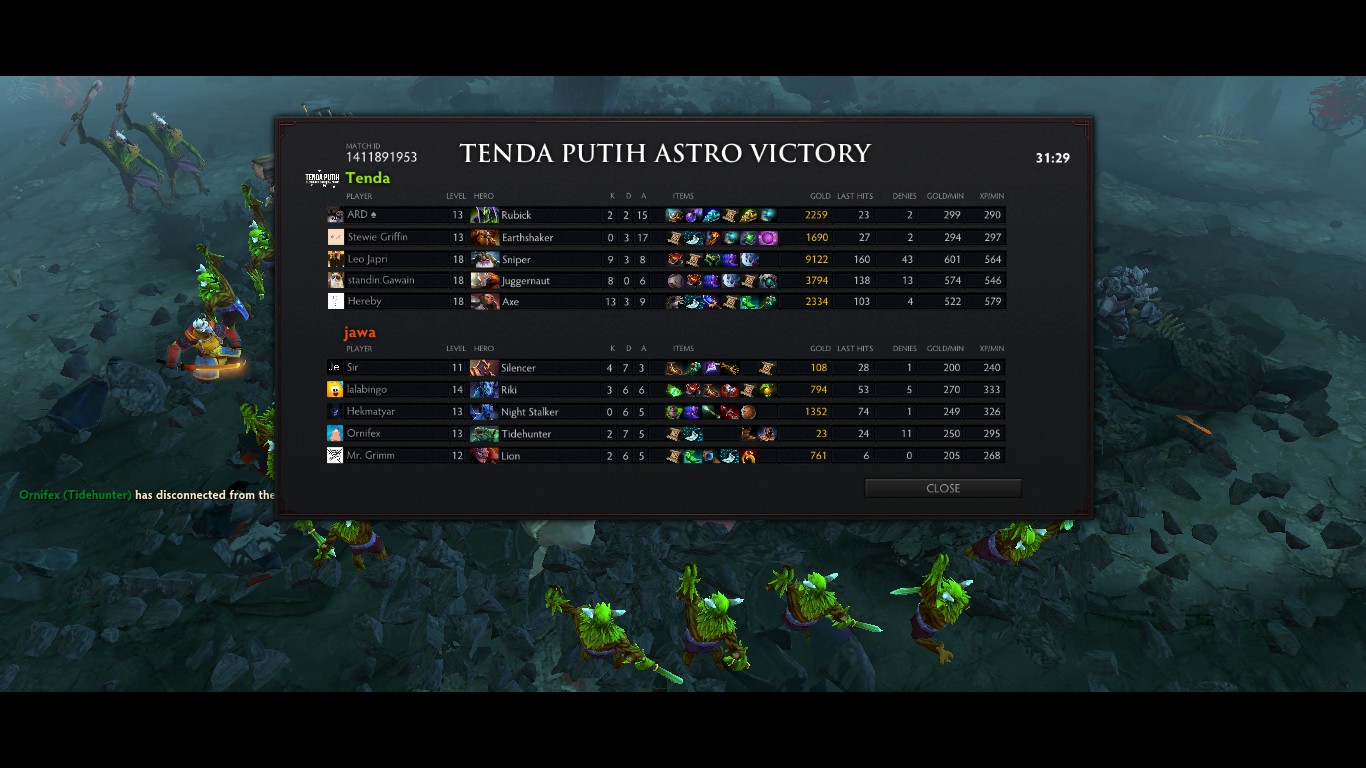 MATCH ID
1411891953
TENDA PUTIH ASTRO VICTORY
31:29
TENDA PUTIH
Tenda
PLAYER LEVEL HERO K D A ITEMS GOLD LAST HITS DENIES GOLD/MIN XP/MIN
ARD ♠ 13 Rubick 2 2 15 2259 23 2 299 290
Stewie Griffin 13 Earthshaker 0 3 17 1690 27 2 294 297
Leo Japri 18 Sniper 9 3 8 9122 160 43 601 564
standin.Gawain 18 Juggernaut 8 0 6 3794 138 13 574 546
Hereby 18 Axe 13 3 9 2334 103 4 522 579
jawa
PLAYER LEVEL HERO K D A ITEMS GOLD LAST HITS DENIES GOLD/MIN XP/MIN
Je Sir 11 Silencer 4 7 3 108 28 1 200 240
lalabingo 14 Riki 3 6 6 794 53 5 270 333
Hekmatyar 13 Night Stalker 0 6 5 1352 74 1 249 326
Ornifex 13 Tidehunter 2 7 5 23 24 11 250 295
Mr. Grimm 12 Lion 2 6 5 761 6 0 205 268
CLOSE
Ornifex (Tidehunter) has disconnected from the